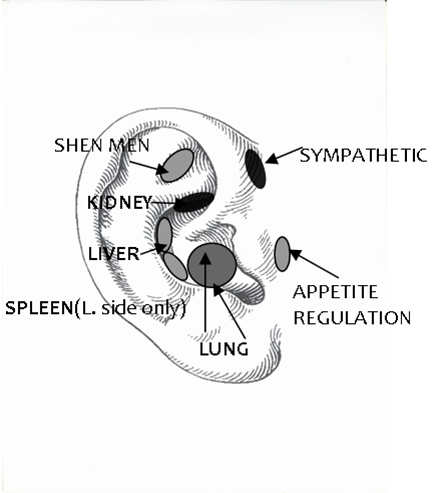 SHEN MEN
SYMPATHETIC
KIDNEY
LIVER
APPETITE
REGULATION
SPLEEN(L. side only)
LUNG